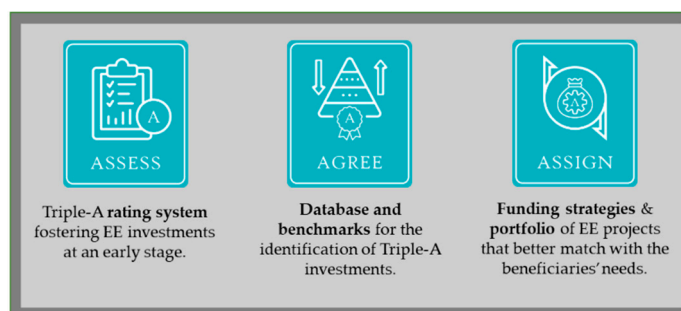 A
ASSESS
Triple-A rating system
fostering EE investments
at an early stage.
A
AGREE
Database and
benchmarks for the
identification of Triple-A
investments.
A
ASSIGN
Funding strategies &
portfolio of EE projects
that better match with the
beneficiaries' needs.